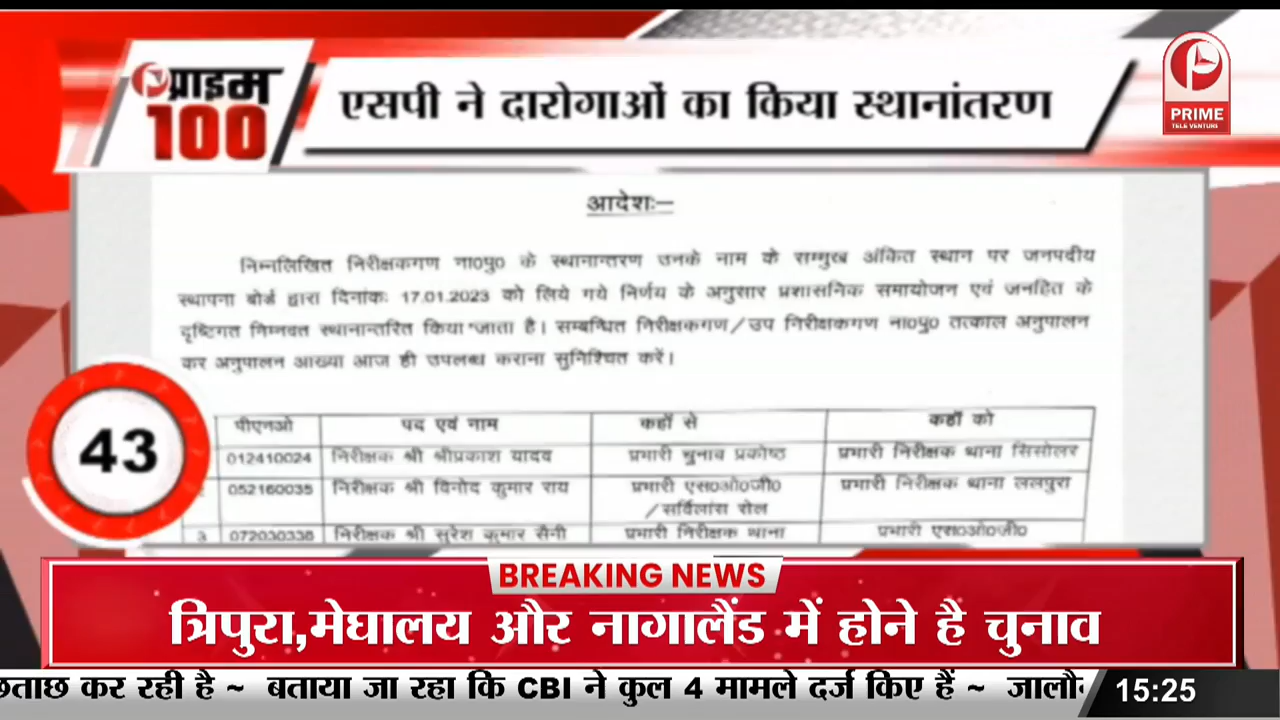 प्राइम
100
एसपी ने दारोगाओं का किया स्थानांतरण
PRIME
TELE VENTURE
आदेशः—
निम्नलिखित निरीक्षकगण ना0पु0 के स्थानान्तरण उनके नाम के सम्मुख अंकित स्थान पर जनपदीय
स्थापना बोर्ड द्वारा दिनांकः 17.01.2023 को लिये गये निर्णय के अनुसार प्रशासनिक समायोजन एवं जनहित के
दृष्टिगत निम्नवत स्थानान्तरित किया जाता है। सम्बन्धित निरीक्षकगण/उप निरीक्षकगण ना0पु0 तत्काल अनुपालन
कर अनुपालन आख्या आज ही उपलब्ध कराना सुनिश्चित करें।
पीएनओ पद एवं नाम कहाँ से कहाँ को
012410024 निरीक्षक श्री श्रीप्रकाश यादव प्रभारी चुनाव प्रकोष्ठ प्रभारी निरीक्षक थाना सिसोलर
052160035 निरीक्षक श्री विनोद कुमार राय प्रभारी एस0ओ0जी0 प्रभारी निरीक्षक थाना ललपुरा
/सर्विलांस सेल
3 072030338 निरीक्षक श्री सुरेश कुमार सैनी प्रभारी निरीक्षक थाना प्रभारी एस0ओ0जी0
43
BREAKING NEWS
त्रिपुरा,मेघालय और नागालैंड में होने है चुनाव
छताछ कर रही है ~ बताया जा रहा कि CBI ने कुल 4 मामले दर्ज किए हैं ~ जालौन
15:25